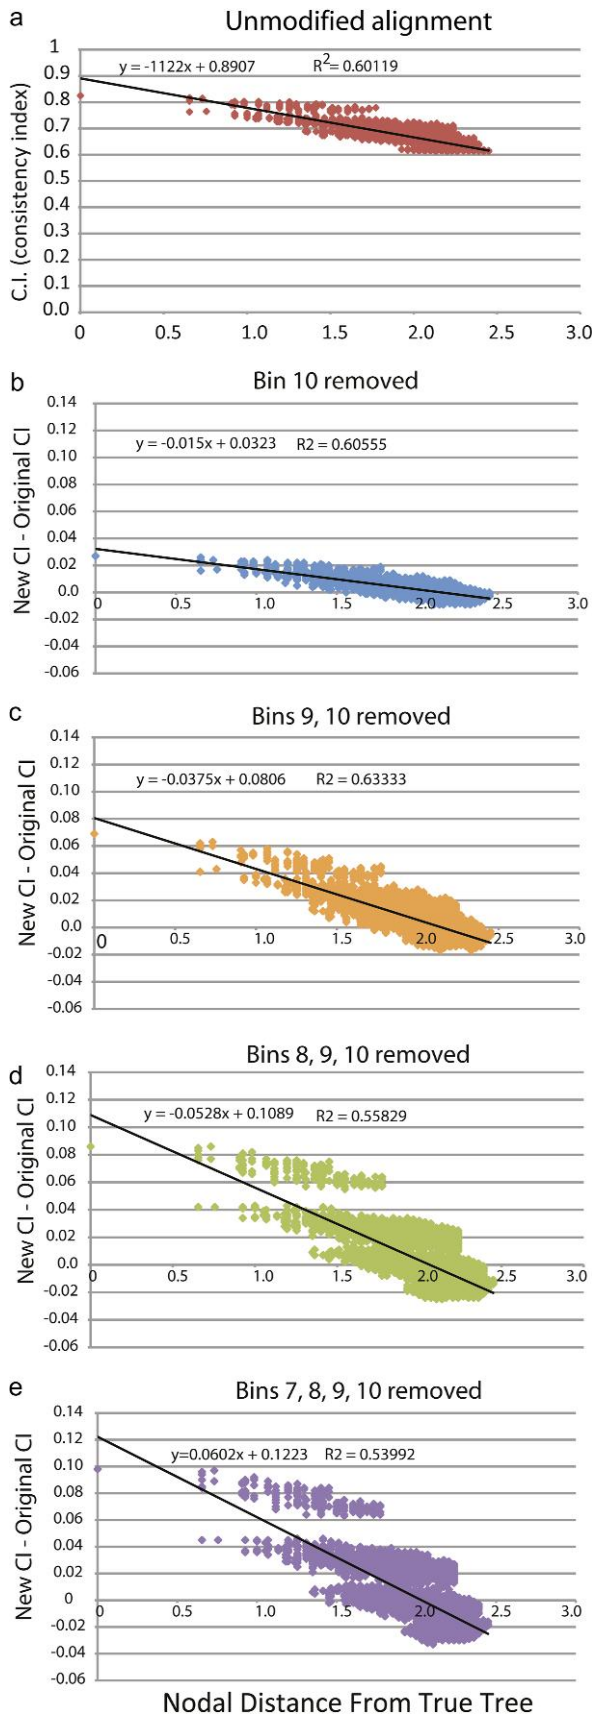 a
Unmodified alignment
y = -1122x + 0.8907 R2= 0.60119
C.I. (consistency index)
1
0.9
0.8
0.7
0.6
0.5
0.4
0.3
0.2
0.1
0.0
0 0.5 1.0 1.5 2.0 2.5 3.0
b
Bin 10 removed
y = -0.015x + 0.0323 R2 = 0.60555
New CI - Original CI
0.14
0.12
0.10
0.08
0.06
0.04
0.02
0.0
-0.02
-0.04
-0.06
0 0.5 1.0 1.5 2.0 2.5 3.0
c
Bins 9, 10 removed
y = -0.0375x + 0.0806 R2 = 0.63333
New CI - Original CI
0.14
0.12
0.10
0.08
0.06
0.04
0.02
0.0
-0.02
-0.04
-0.06
0 0.5 1.0 1.5 2.0 2.5 3.0
d
Bins 8, 9, 10 removed
y = -0.0528x + 0.1089 R2 = 0.55829
New CI - Original CI
0.14
0.12
0.10
0.08
0.06
0.04
0.02
0.0
-0.02
-0.04
-0.06
0 0.5 1.0 1.5 2.0 2.5 3.0
e
Bins 7, 8, 9, 10 removed
y=0.0602x + 0.1223 R2 = 0.53992
New CI - Original CI
0.14
0.12
0.10
0.08
0.06
0.04
0.02
0
-0.02
-0.04
-0.06
0 0.5 1.0 1.5 2.0 2.5 3.0
Nodal Distance From True Tree